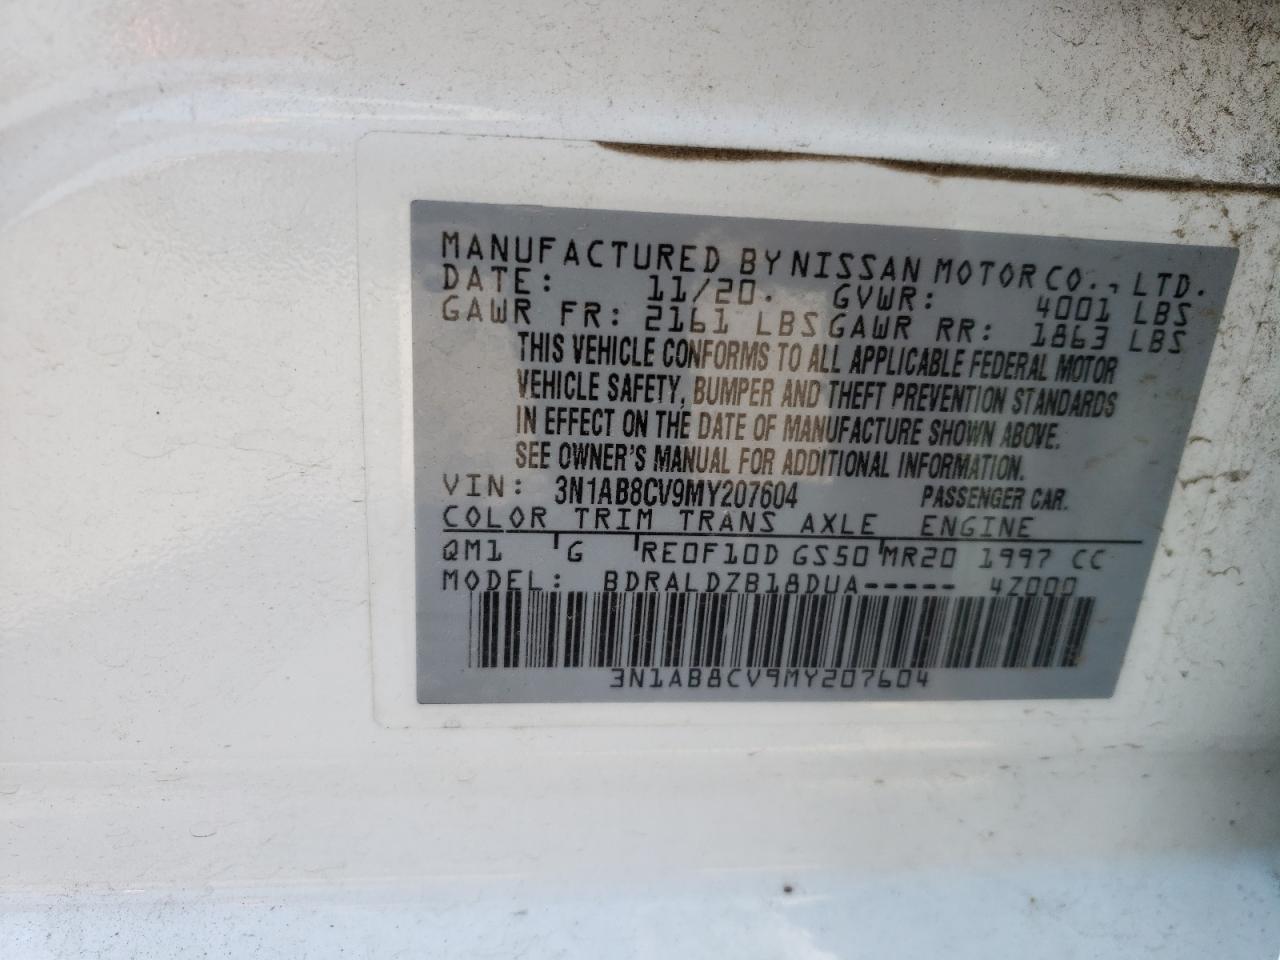 MANUFACTURED BY NISSAN MOTOR CO., LTD.
DATE: 11/20. GVWR: 4001 LBS
GAWR FR: 2161 LBS GAWR RR: 1863 LBS
THIS VEHICLE CONFORMS TO ALL APPLICABLE FEDERAL MOTOR
VEHICLE SAFETY, BUMPER AND THEFT PREVENTION STANDARDS
IN EFFECT ON THE DATE OF MANUFACTURE SHOWN ABOVE.
SEE OWNER'S MANUAL FOR ADDITIONAL INFORMATION.
VIN: 3N1AB8CV9MY207604 PASSENGER CAR.
COLOR TRIM TRANS AXLE ENGINE
QM1 G RE0F10D GS50 MR20 1997 CC
MODEL: BDRALDZB18DUA----- 4Z000
3N1AB8CV9MY207604